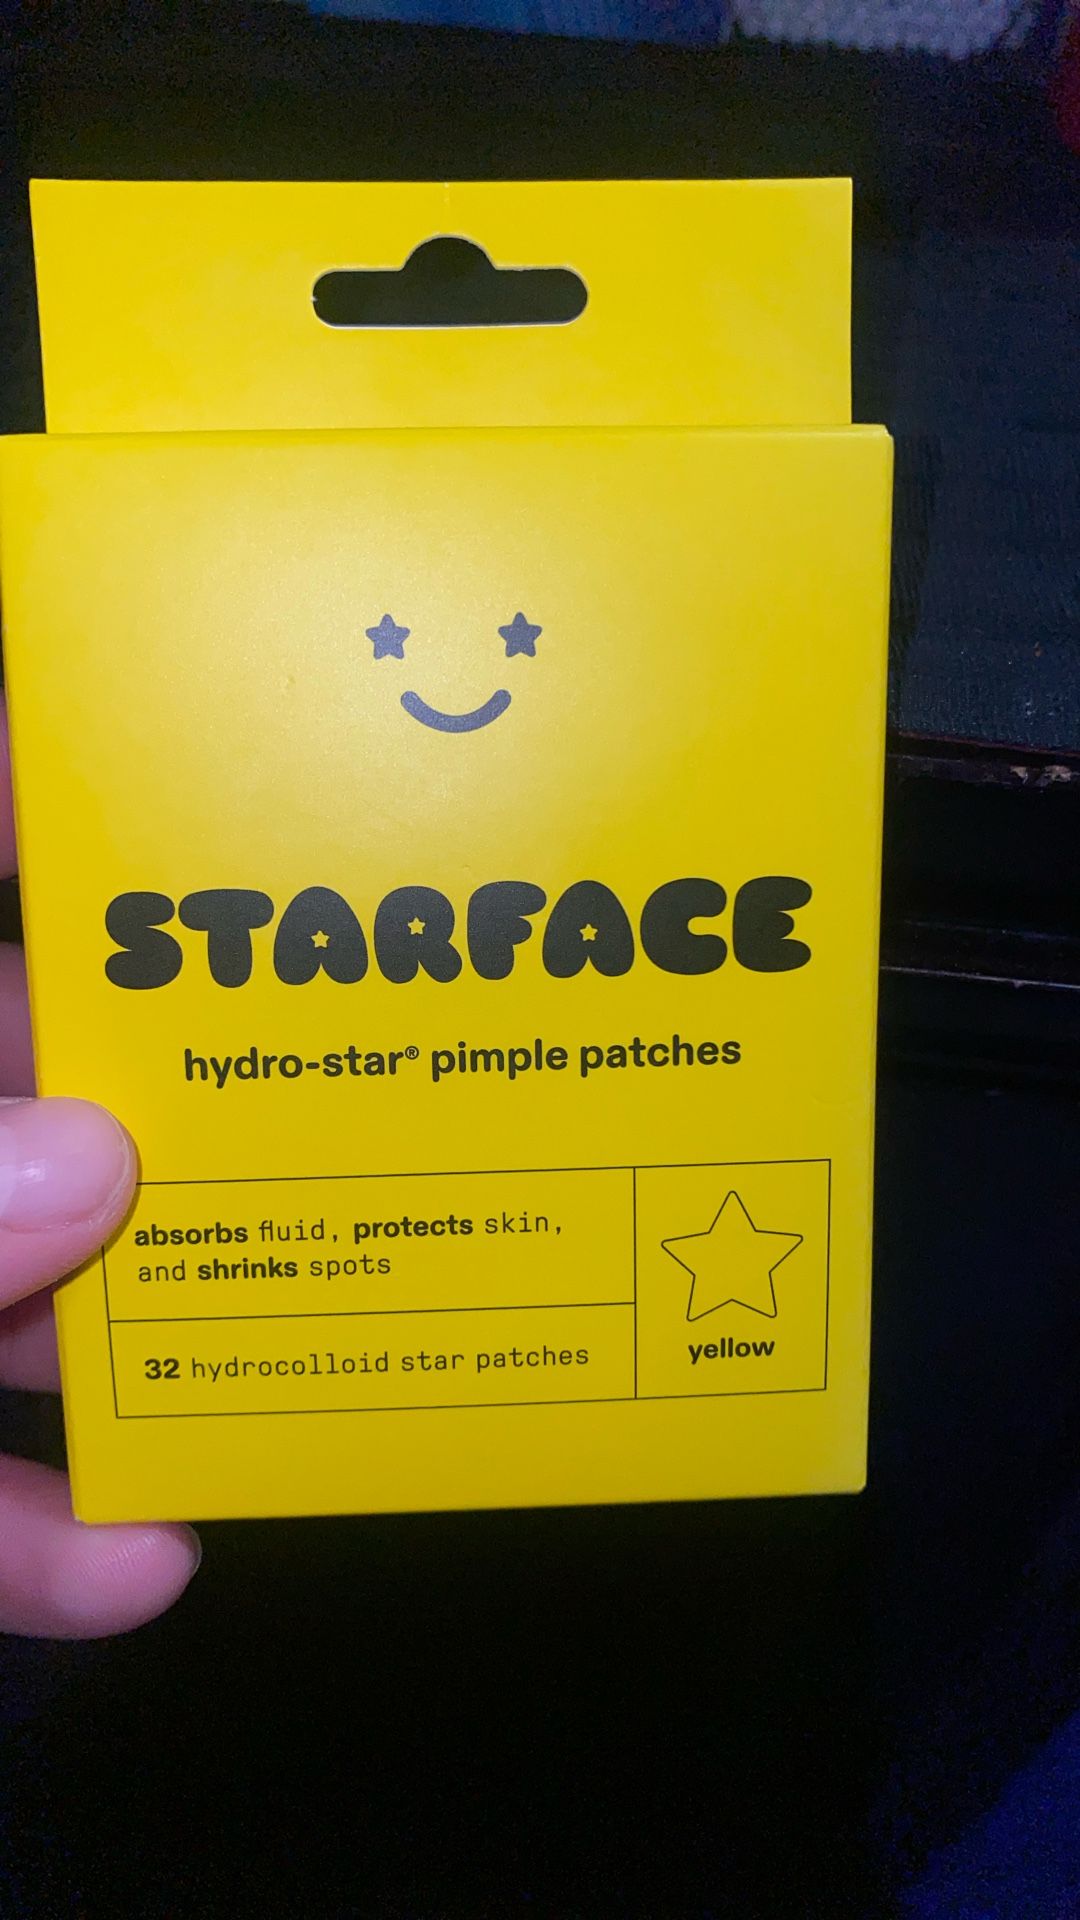 STARFACE
hydro-star® pimple patches
absorbs fluid, protects skin,
and shrinks spots
32 hydrocolloid star patches
yellow